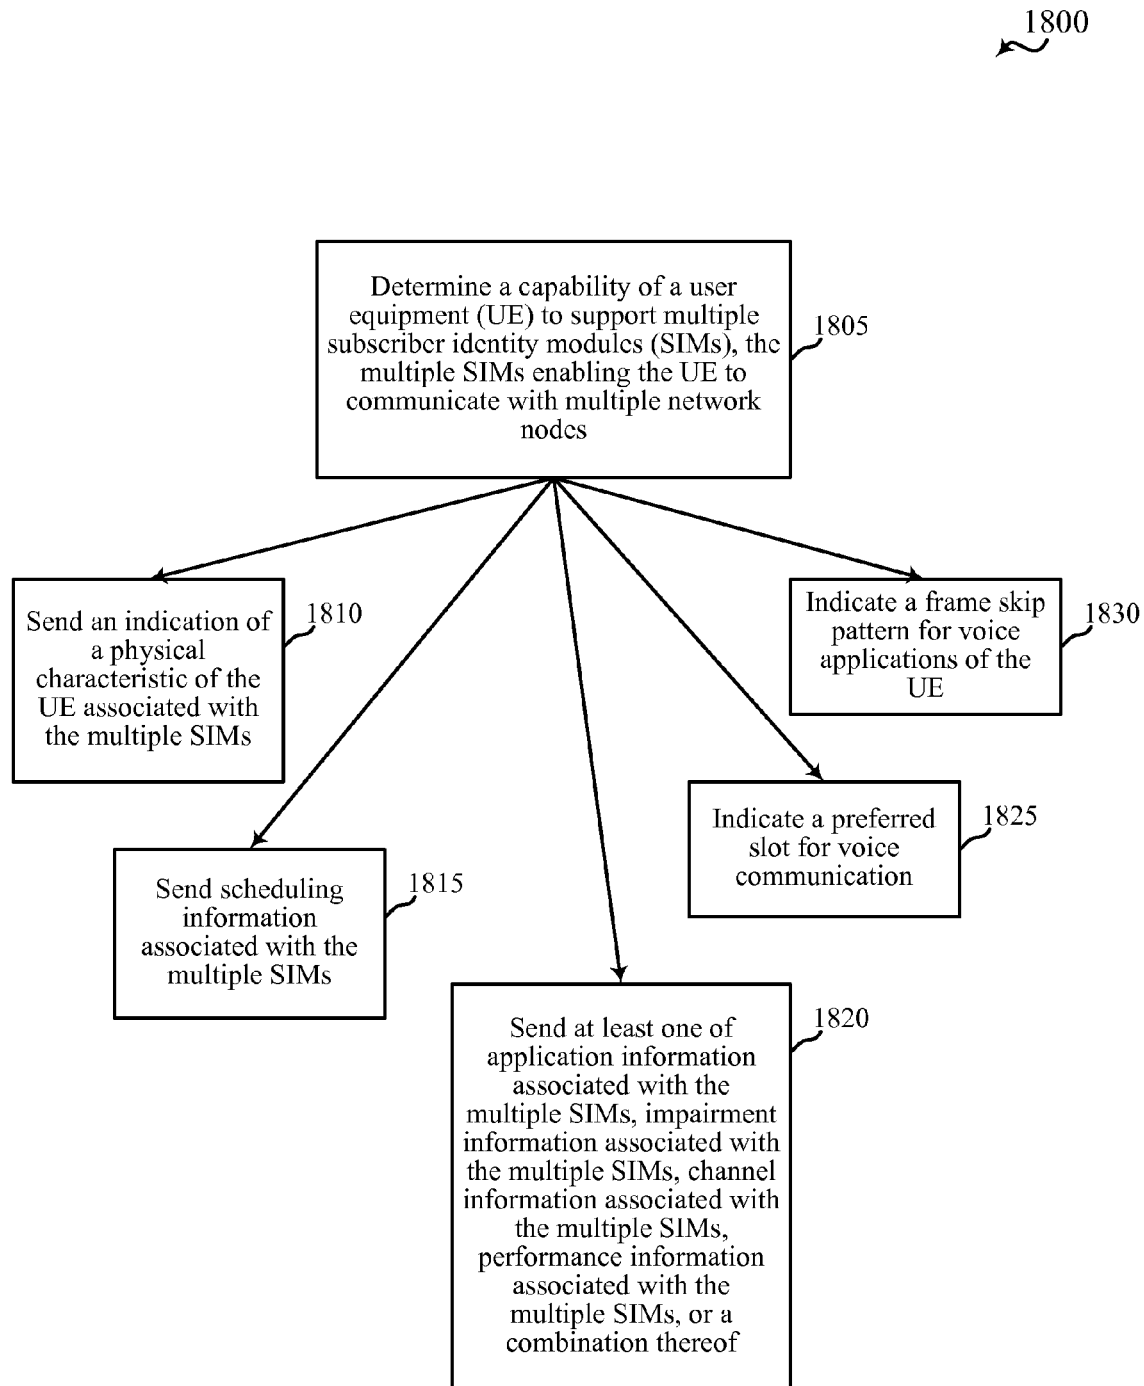 1800
Determine a capability of a user
equipment (UE) to support multiple
subscriber identity modules (SIMs), the
multiple SIMs enabling the UE to
communicate with multiple network
nodes
1805
Send an indication of
a physical
characteristic of the
UE associated with
the multiple SIMs
1810
Indicate a frame skip
pattern for voice
applications of the
UE
1830
Send scheduling
information
associated with the
multiple SIMs
1815
Indicate a preferred
slot for voice
communication
1825
Send at least one of
application information
associated with the
multiple SIMs, impairment
information associated with
the multiple SIMs, channel
information associated with
the multiple SIMs,
performance information
associated with the
multiple SIMs, or a
combination thereof
1820